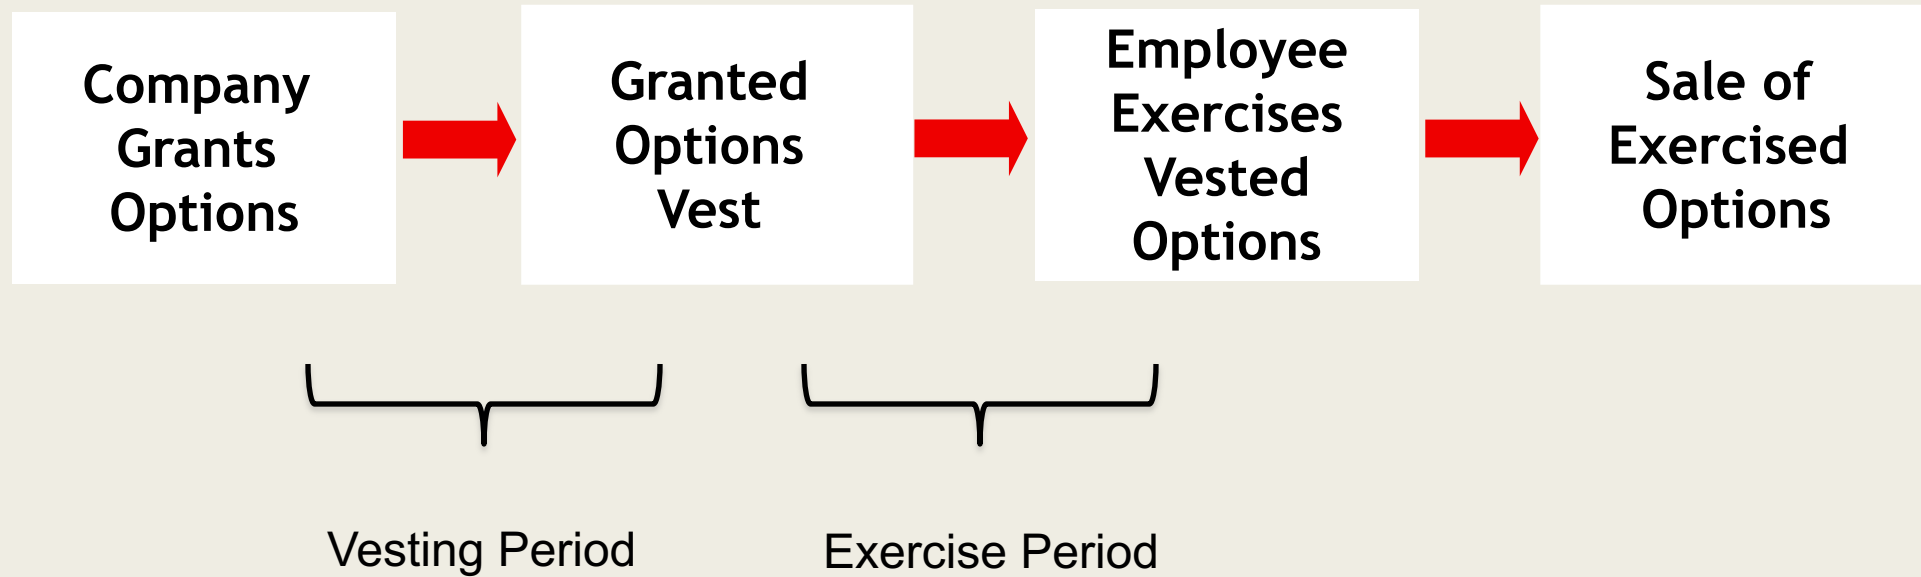 Company
Grants
Options
Granted
Options
Vest
Employee
Exercises
Vested
Options
Sale of
Exercised
Options
Vesting Period
Exercise Period